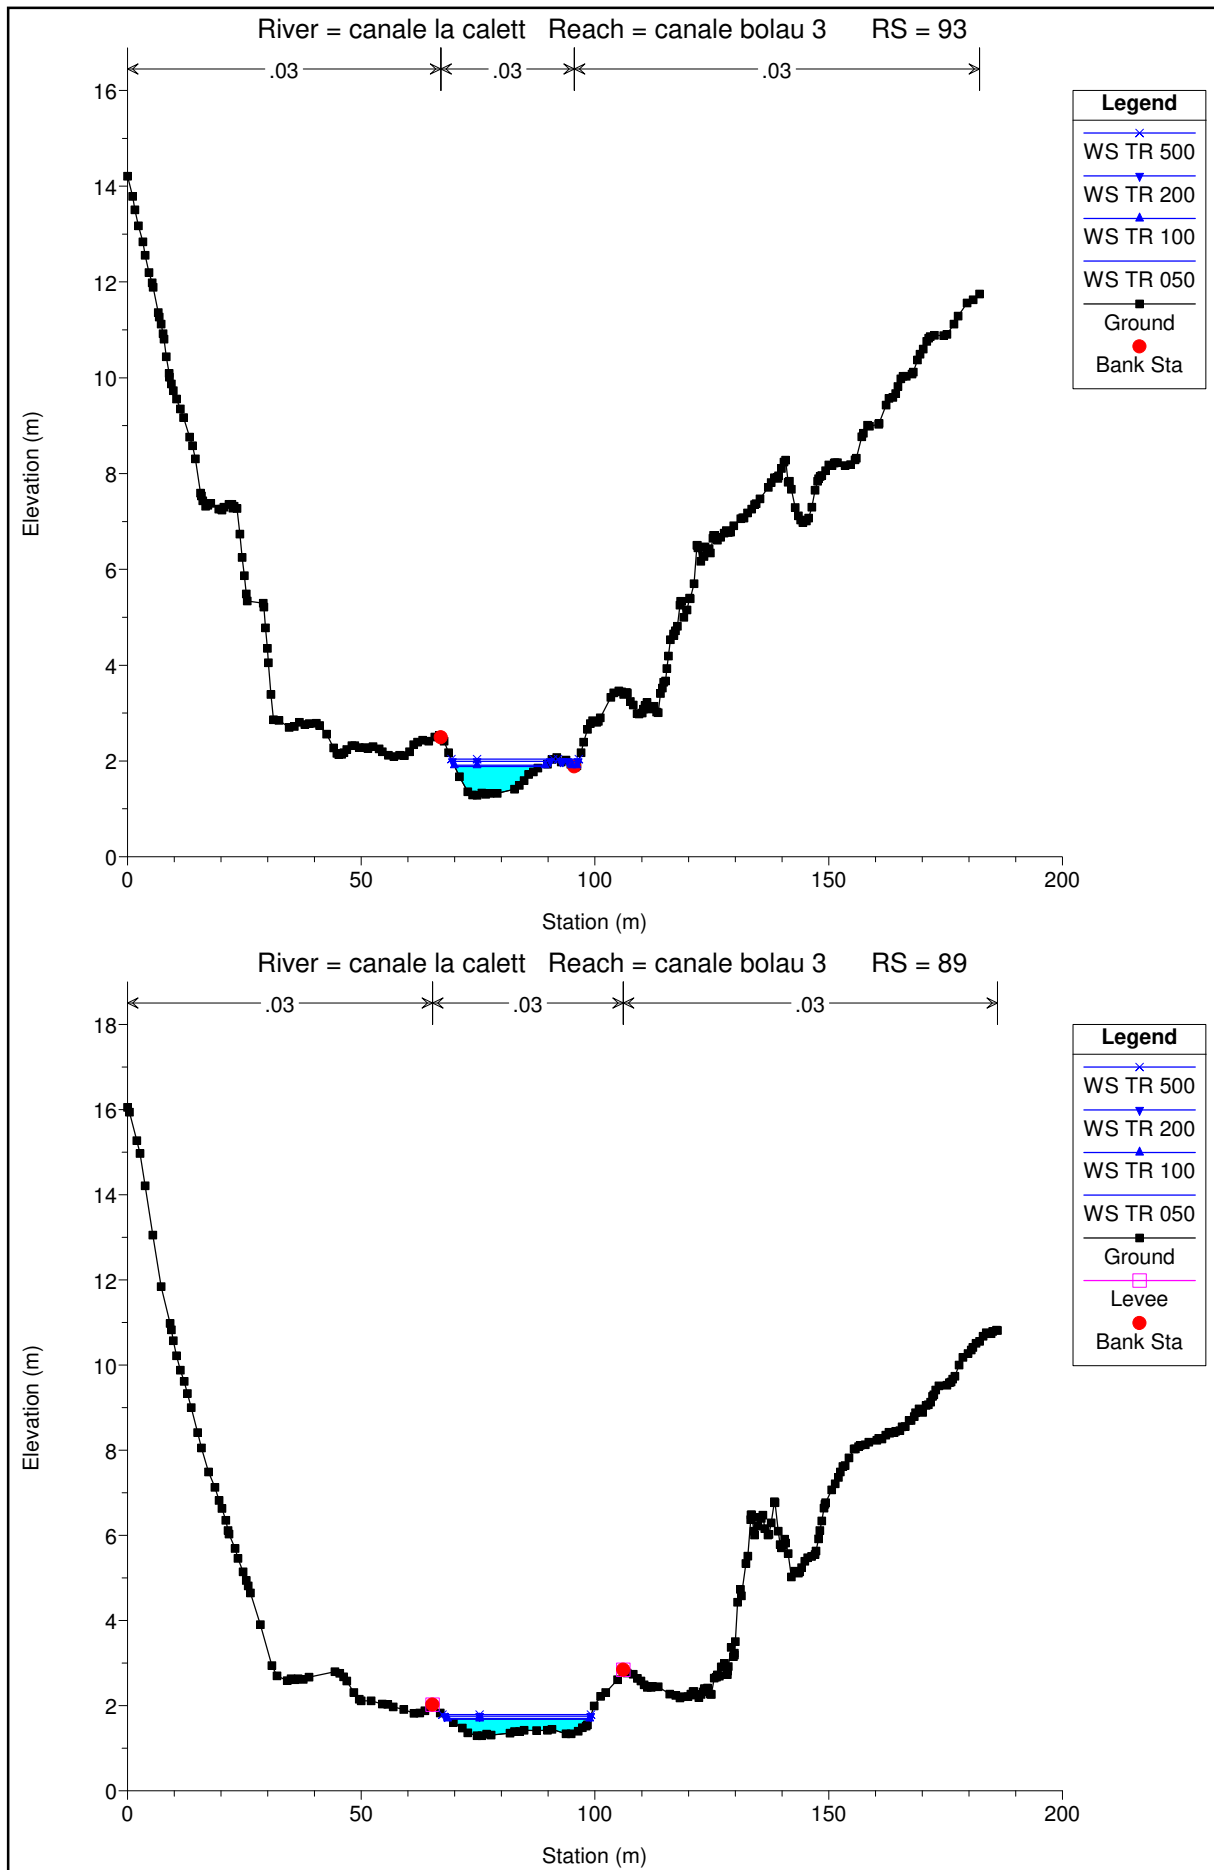 River = canale la calett   Reach = canale bolau 3      RS = 93
.03 .03 .03
16
14
12
10
8
6
4
2
0
Elevation (m)
0 50 100 150 200
Station (m)
Legend
WS TR 500
WS TR 200
WS TR 100
WS TR 050
Ground
Bank Sta
River = canale la calett   Reach = canale bolau 3      RS = 89
.03 .03 .03
18
16
14
12
10
8
6
4
2
0
Elevation (m)
0 50 100 150 200
Station (m)
Legend
WS TR 500
WS TR 200
WS TR 100
WS TR 050
Ground
Levee
Bank Sta